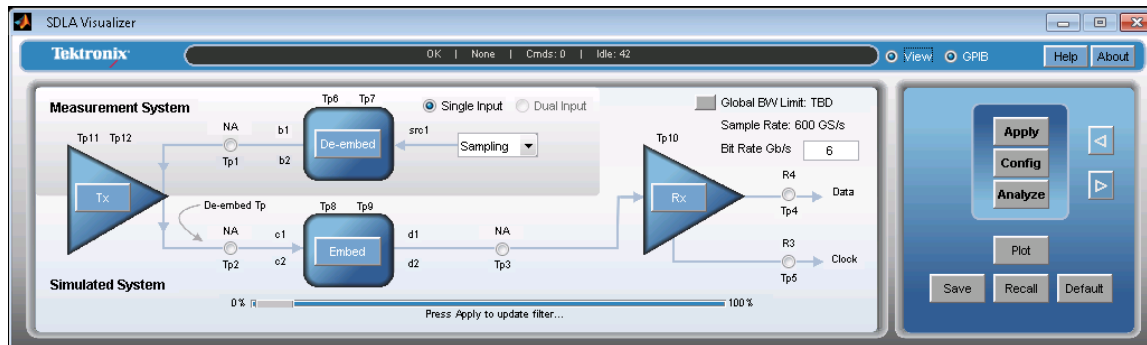 SDLA Visualizer
Tektronix
OK | None | Cmds: 0 | Idle: 42
View
GPIB
Help
About
Measurement System
Tp6 Tp7
Single Input
Dual Input
Global BW Limit: TBD
Tp11 Tp12
NA
b1
src1
Sample Rate: 600 GS/s
De-embed
Sampling
Bit Rate Gb/s
6
Tp10
Tp1
b2
Apply
Config
Analyze
Tx
De-embed Tp
Tp8 Tp9
Rx
R4
Data
Tp4
NA
c1
Embed
d1
NA
R3
Clock
Plot
Tp2
c2
d2
Tp3
Tp5
Simulated System
Save
Recall
Default
0%
100%
Press Apply to update filter...